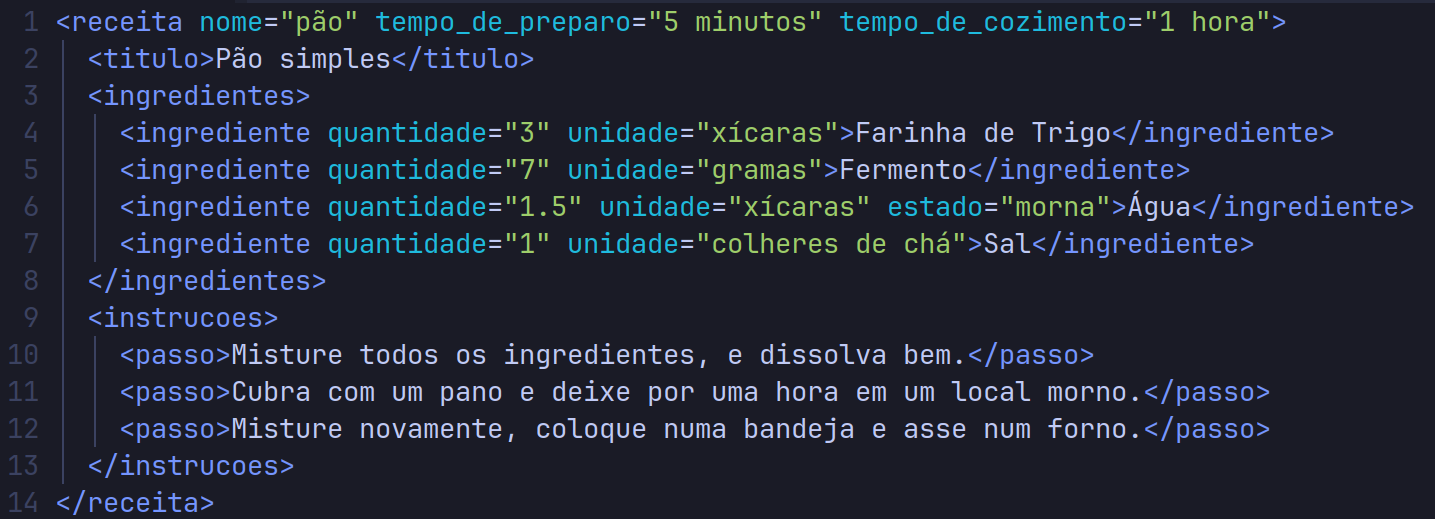 1 <receita nome="pão" tempo_de_preparo="5 minutos" tempo_de_cozimento="1 hora">
2   <titulo>Pão simples</titulo>
3   <ingredientes>
4     <ingrediente quantidade="3" unidade="xícaras">Farinha de Trigo</ingrediente>
5     <ingrediente quantidade="7" unidade="gramas">Fermento</ingrediente>
6     <ingrediente quantidade="1.5" unidade="xícaras" estado="morna">Água</ingrediente>
7     <ingrediente quantidade="1" unidade="colheres de chá">Sal</ingrediente>
8   </ingredientes>
9   <instrucoes>
10     <passo>Misture todos os ingredientes, e dissolva bem.</passo>
11     <passo>Cubra com um pano e deixe por uma hora em um local morno.</passo>
12     <passo>Misture novamente, coloque numa bandeja e asse num forno.</passo>
13   </instrucoes>
14 </receita>